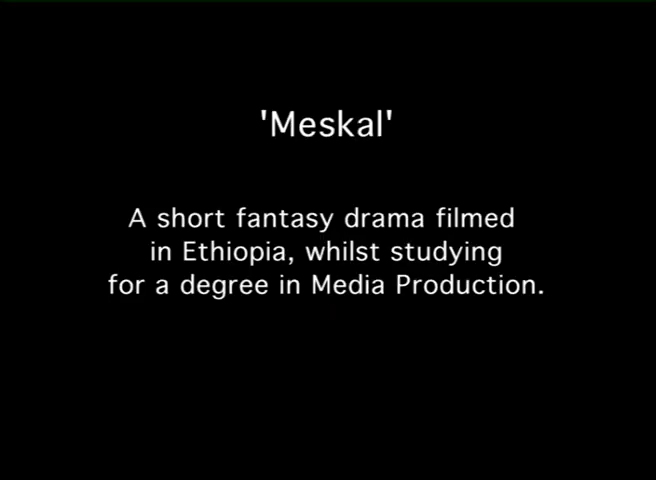 'Meskal'
A short fantasy drama filmed
in Ethiopia, whilst studying
for a degree in Media Production.